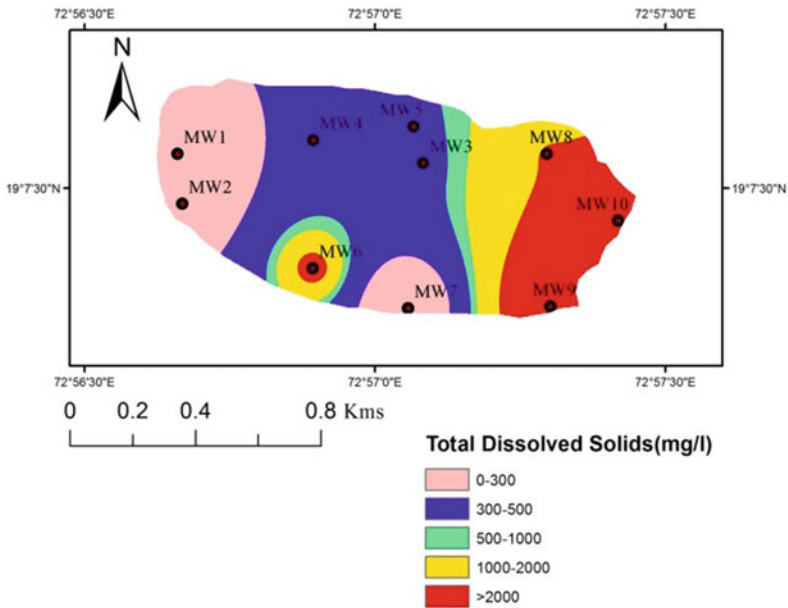 72°56'30"E 72°57'0"E 72°57'30"E
N
MW5
MW4
MW1 MW3 MW8
MW2
19°7'30"N 19°7'30"N
MW10
MW6
MW7 MW9
72°56'30"E 72°57'0"E 72°57'30"E
0 0.2 0.4 0.8 Kms
Total Dissolved Solids(mg/l)
0-300
300-500
500-1000
1000-2000
>2000